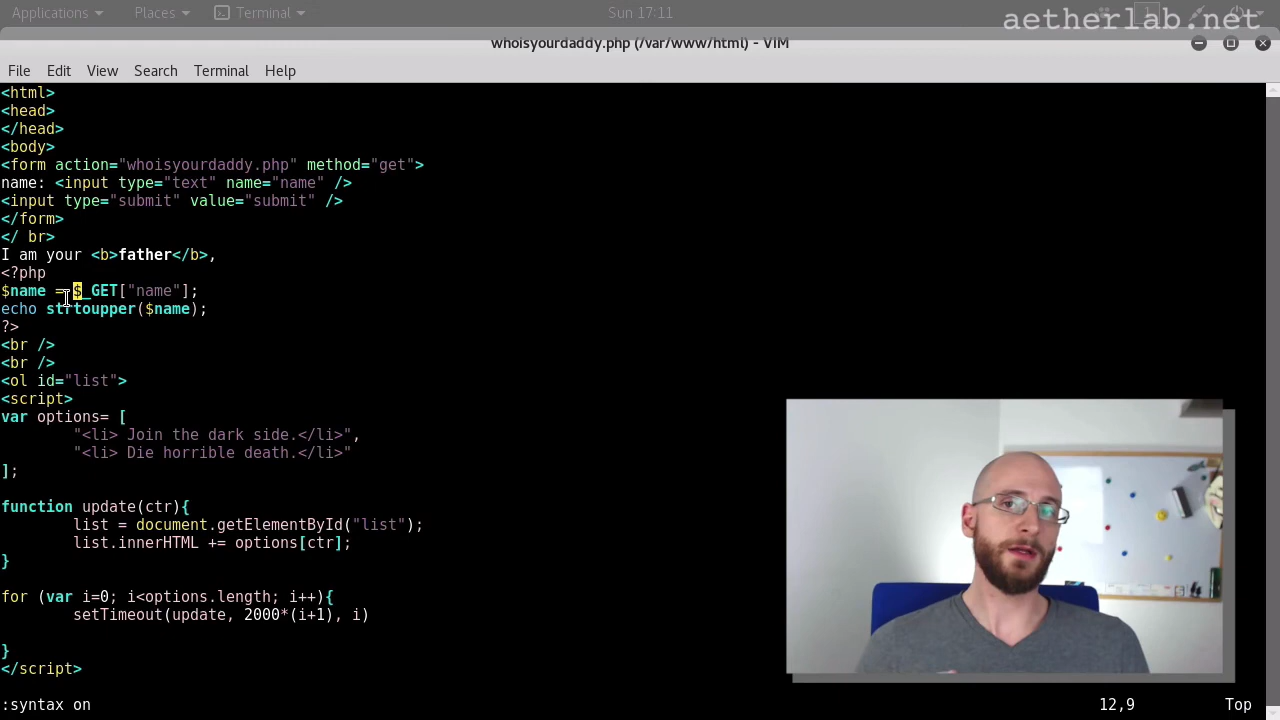 Applications Places Terminal Sun 17:11 1 aetherlab.net
whoisyourdaddy.php (/var/www/html) - VIM
File Edit View Search Terminal Help
<html>
<head>
</head>
<body>
<form action="whoisyourdaddy.php" method="get">
name: <input type="text" name="name" />
<input type="submit" value="submit" />
</form>
</ br>
I am your <b>father</b>,
<?php
$name = $_GET["name"];
echo strtoupper($name);
?>
<br />
<br />
<ol id="list">
<script>
var options= [
"<li> Join the dark side.</li>",
"<li> Die horrible death.</li>"
];
function update(ctr){
list = document.getElementById("list");
list.innerHTML += options[ctr];
}
for (var i=0; i<options.length; i++){
setTimeout(update, 2000*(i+1), i)
}
</script>
:syntax on 12,9 Top